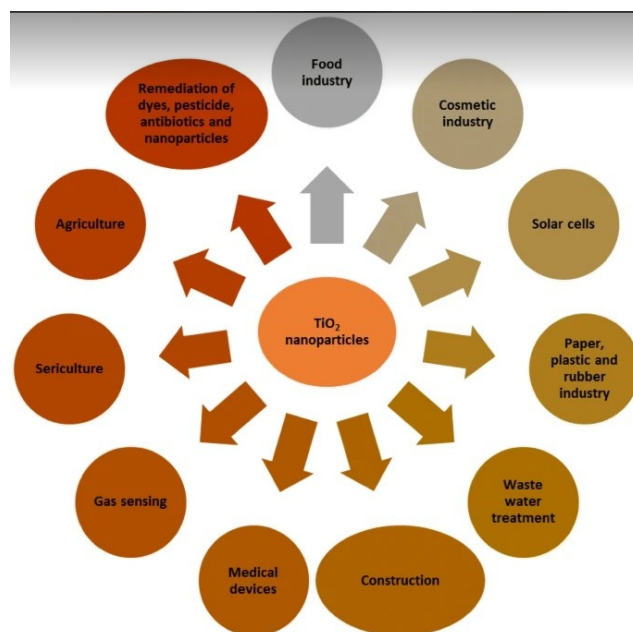 Food
industry
Cosmetic
industry
Solar cells
Paper,
plastic and
rubber
industry
Waste
water
treatment
Construction
Medical
devices
Gas sensing
Sericulture
Agriculture
Remediation of
dyes, pesticide,
antibiotics and
nanoparticles
TiO₂
nanoparticles